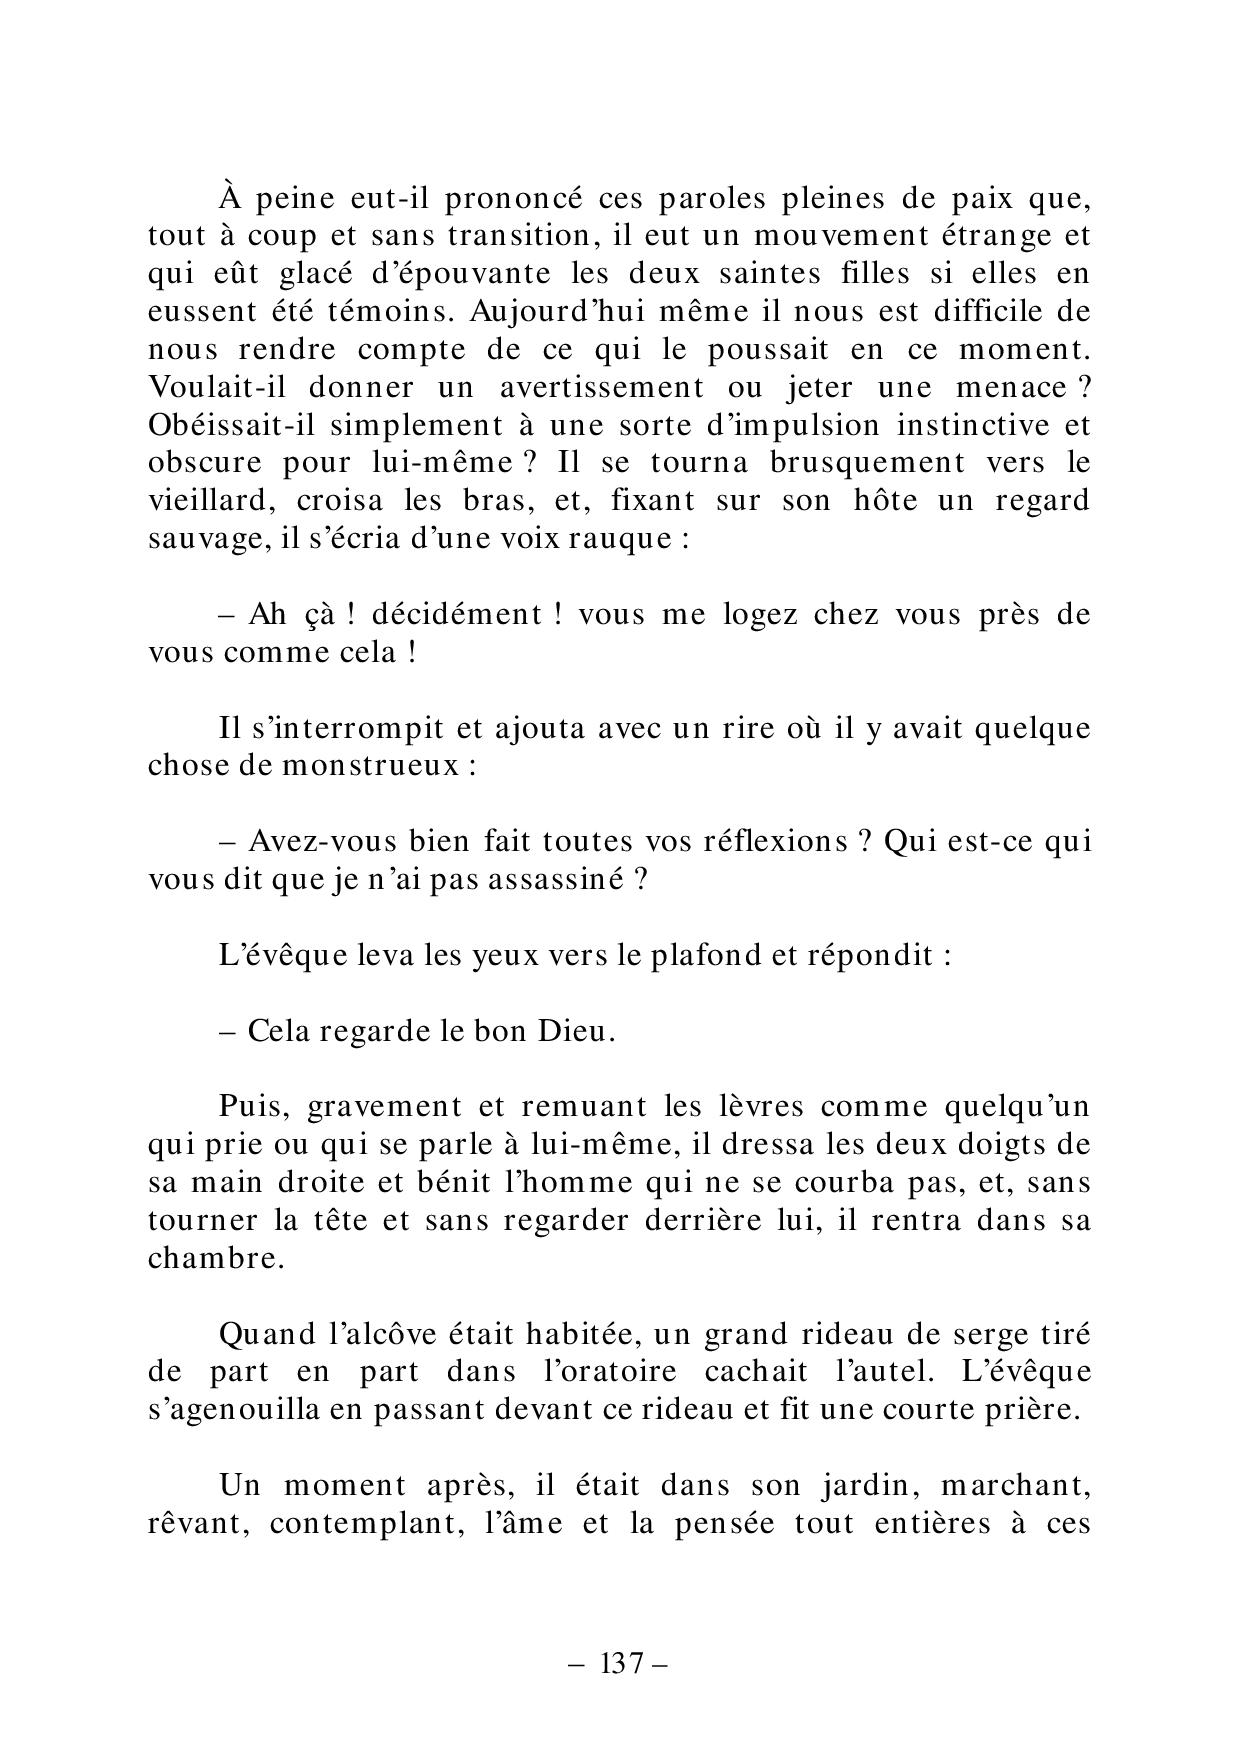 À peine eut-il prononcé ces paroles pleines de paix que,
tout à coup et sans transition, il eut un mouvement étrange et
qui eût glacé d’épouvante les deux saintes filles si elles en
eussent été témoins. Aujourd’hui même il nous est difficile de
nous rendre compte de ce qui le poussait en ce moment.
Voulait-il donner un avertissement ou jeter une menace ?
Obéissait-il simplement à une sorte d’impulsion instinctive et
obscure pour lui-même ? Il se tourna brusquement vers le
vieillard, croisa les bras, et, fixant sur son hôte un regard
sauvage, il s’écria d’une voix rauque :
– Ah çà ! décidément ! vous me logez chez vous près de
vous comme cela !
Il s’interrompit et ajouta avec un rire où il y avait quelque
chose de monstrueux :
– Avez-vous bien fait toutes vos réflexions ? Qui est-ce qui
vous dit que je n’ai pas assassiné ?
L’évêque leva les yeux vers le plafond et répondit :
– Cela regarde le bon Dieu.
Puis, gravement et remuant les lèvres comme quelqu’un
qui prie ou qui se parle à lui-même, il dressa les deux doigts de
sa main droite et bénit l’homme qui ne se courba pas, et, sans
tourner la tête et sans regarder derrière lui, il rentra dans sa
chambre.
Quand l’alcôve était habitée, un grand rideau de serge tiré
de part en part dans l’oratoire cachait l’autel. L’évêque
s’agenouilla en passant devant ce rideau et fit une courte prière.
Un moment après, il était dans son jardin, marchant,
rêvant, contemplant, l’âme et la pensée tout entières à ces
– 137 –